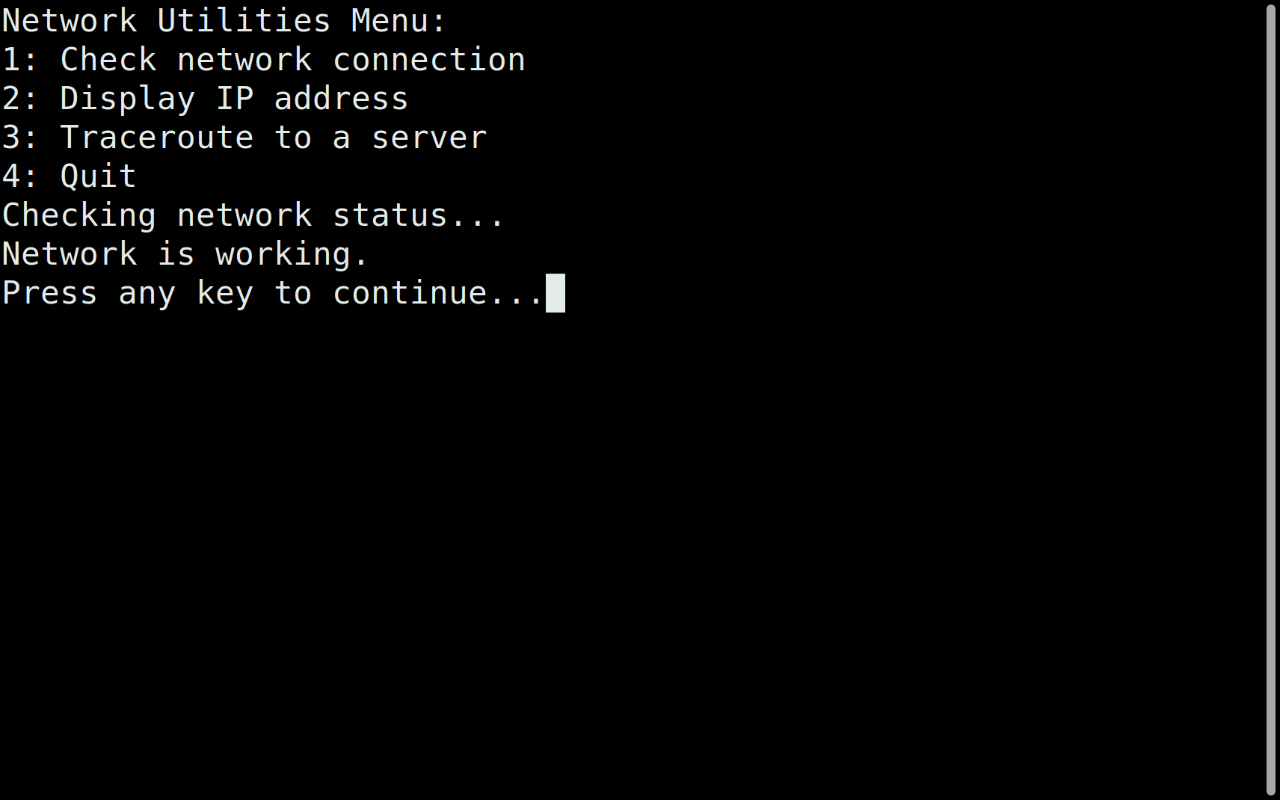 Network Utilities Menu:
1: Check network connection
2: Display IP address
3: Traceroute to a server
4: Quit
Checking network status...
Network is working.
Press any key to continue...